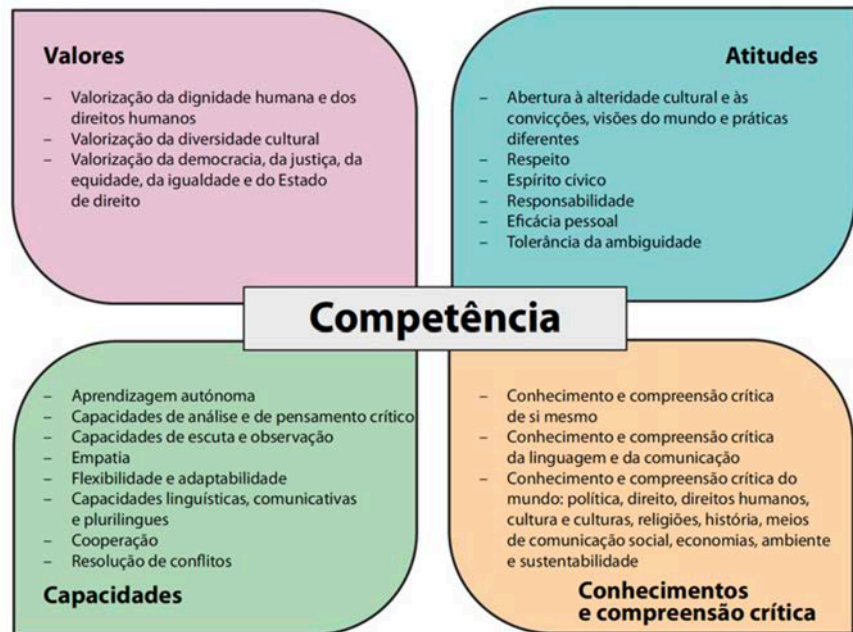 Valores
– Valorização da dignidade humana e dos
direitos humanos
– Valorização da diversidade cultural
– Valorização da democracia, da justiça, da
equidade, da igualdade e do Estado
de direito
Atitudes
– Abertura à alteridade cultural e às
convicções, visões do mundo e práticas
diferentes
– Respeito
– Espírito cívico
– Responsabilidade
– Eficácia pessoal
– Tolerância da ambiguidade
Competência
– Aprendizagem autónoma
– Capacidades de análise e de pensamento crítico
– Capacidades de escuta e observação
– Empatia
– Flexibilidade e adaptabilidade
– Capacidades linguísticas, comunicativas
e plurilingues
– Cooperação
– Resolução de conflitos
Capacidades
– Conhecimento e compreensão crítica
de si mesmo
– Conhecimento e compreensão crítica
da linguagem e da comunicação
– Conhecimento e compreensão crítica do
mundo: política, direito, direitos humanos,
cultura e culturas, religiões, história, meios
de comunicação social, economias, ambiente
e sustentabilidade
Conhecimentos
e compreensão crítica